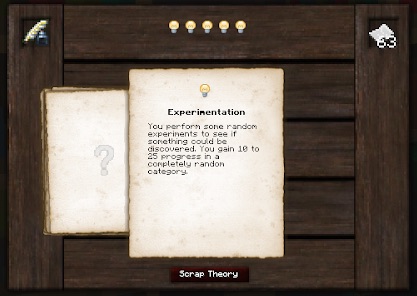 63
Experimentation
You perform some random
experiments to see if
something could be
discovered. You gain 10 to
25 progress in a
completely random
category.
?
Scrap Theory